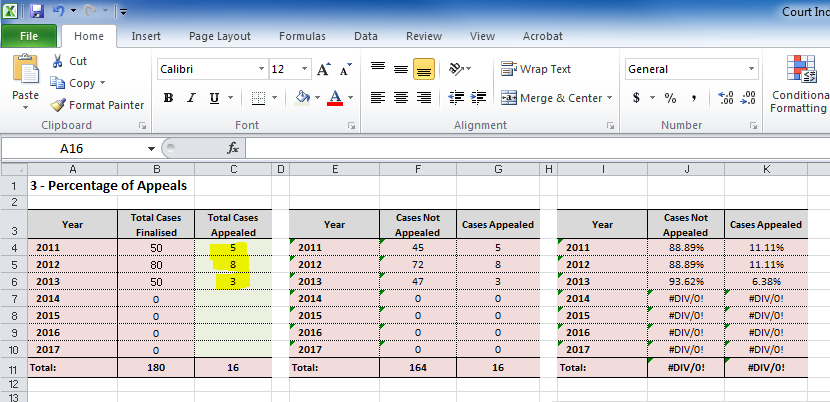 Court Ind
File Home Insert Page Layout Formulas Data Review View Acrobat
Paste
Cut
Copy
Format Painter
Clipboard
Calibri 12 A A
B I U A
Font
Wrap Text
Merge & Center
Alignment
General
$ % , .00 .00
Number
Conditiona
Formatting
A16 fx
A B C D E F G H I J K
1 3 - Percentage of Appeals
2
3 Year Total Cases Finalised Total Cases Appealed Year Cases Not Appealed Cases Appealed Year Cases Not Appealed Cases Appealed
4 2011 50 5 2011 45 5 2011 88.89% 11.11%
5 2012 80 8 2012 72 8 2012 88.89% 11.11%
6 2013 50 3 2013 47 3 2013 93.62% 6.38%
7 2014 0 2014 0 0 2014 #DIV/0! #DIV/0!
8 2015 0 2015 0 0 2015 #DIV/0! #DIV/0!
9 2016 0 2016 0 0 2016 #DIV/0! #DIV/0!
10 2017 0 2017 0 0 2017 #DIV/0! #DIV/0!
11 Total: 180 16 Total: 164 16 Total: #DIV/0! #DIV/0!
12
13